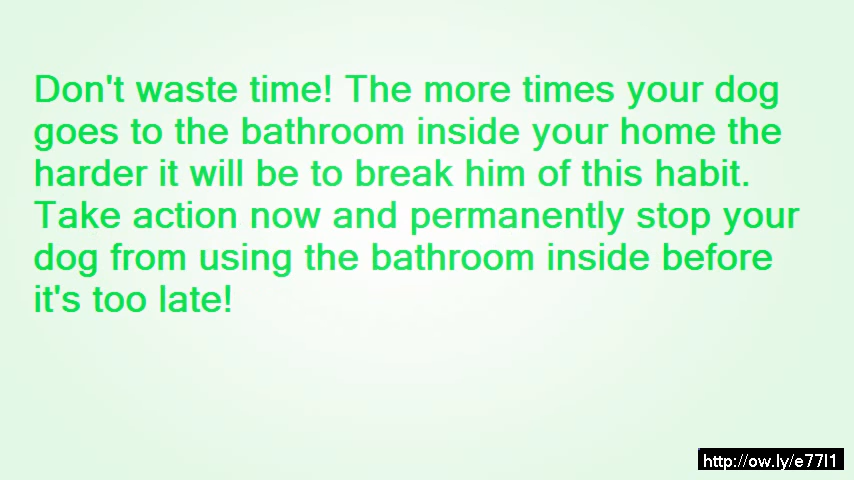 Don't waste time! The more times your dog
goes to the bathroom inside your home the
harder it will be to break him of this habit.
Take action now and permanently stop your
dog from using the bathroom inside before
it's too late!
http://ow.ly/e77l1